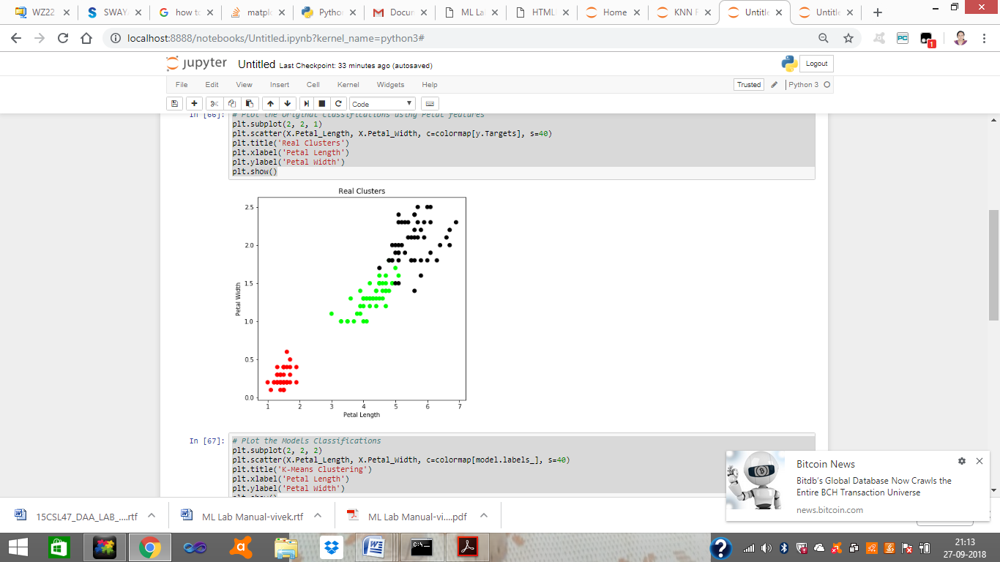 WZ22
SWAY
how to
matpl
Pytho
Docur
ML La
HTML
Home
KNN F
Untitle
Untitle
localhost:8888/notebooks/Untitled.ipynb?kernel_name=python3#
PC
1
jupyter Untitled Last Checkpoint: 33 minutes ago (autosaved)
Logout
File Edit View Insert Cell Kernel Widgets Help
Trusted
Python 3
Code
In [66]: # Plot the Original Classifications using Petal features
plt.subplot(2, 2, 1)
plt.scatter(X.Petal_Length, X.Petal_Width, c=colormap[y.Targets], s=40)
plt.title('Real Clusters')
plt.xlabel('Petal Length')
plt.ylabel('Petal Width')
plt.show()
Real Clusters
2.5
2.0
1.5
1.0
0.5
0.0
Petal Width
1 2 3 4 5 6 7
Petal Length
In [67]: # Plot the Models Classifications
plt.subplot(2, 2, 2)
plt.scatter(X.Petal_Length, X.Petal_Width, c=colormap[model.labels_], s=40)
plt.title('K-Means Clustering')
plt.xlabel('Petal Length')
plt.ylabel('Petal Width')
plt.show()
Bitcoin News
Bitdb's Global Database Now Crawls the
Entire BCH Transaction Universe
news.bitcoin.com
15CSL47_DAA_LAB_....rtf
ML Lab Manual-vivek.rtf
ML Lab Manual-vi....pdf
21:13
27-09-2018